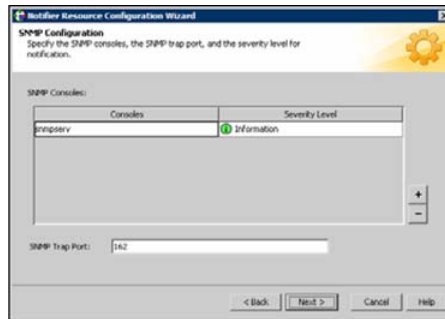 Notifier Resource Configuration Wizard
SNMP Configuration
Specify the SNMP consoles, the SNMP trap port, and the severity level for
notification.
SNMP Consoles:
Consoles Severity Level
snmpserv Information
+
-
SNMP Trap Port: 162
< Back Next > Cancel Help